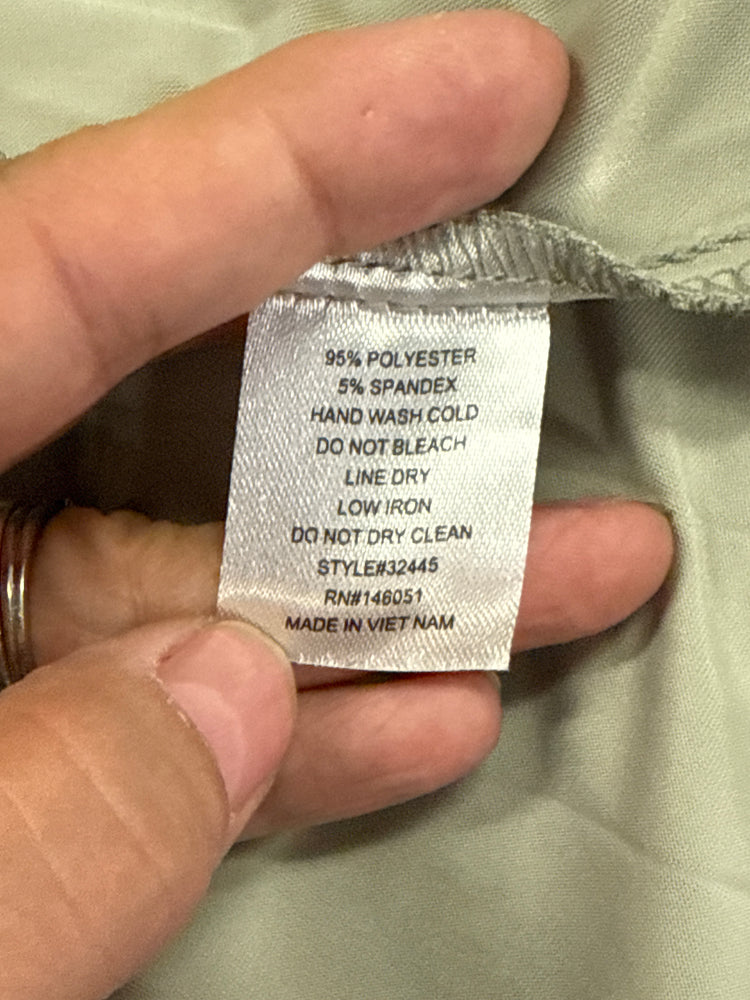 95% POLYESTER
5% SPANDEX
HAND WASH COLD
DO NOT BLEACH
LINE DRY
LOW IRON
DO NOT DRY CLEAN
STYLE#32445
RN#146051
MADE IN VIET NAM